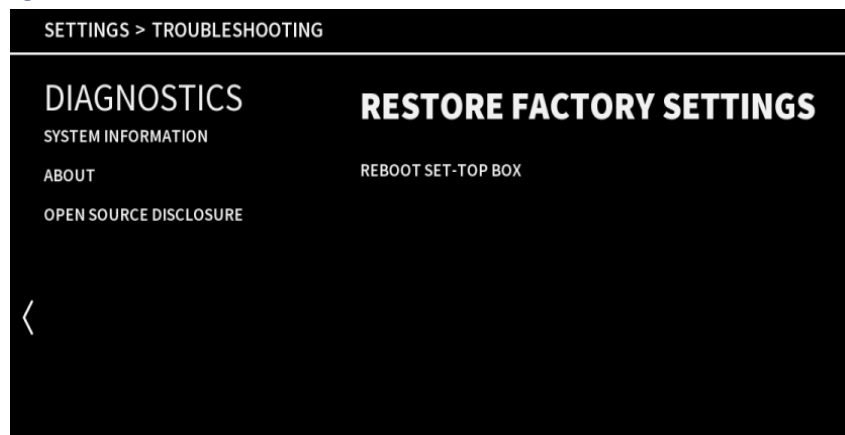 SETTINGS > TROUBLESHOOTING
DIAGNOSTICS
SYSTEM INFORMATION
ABOUT
OPEN SOURCE DISCLOSURE
RESTORE FACTORY SETTINGS
REBOOT SET-TOP BOX